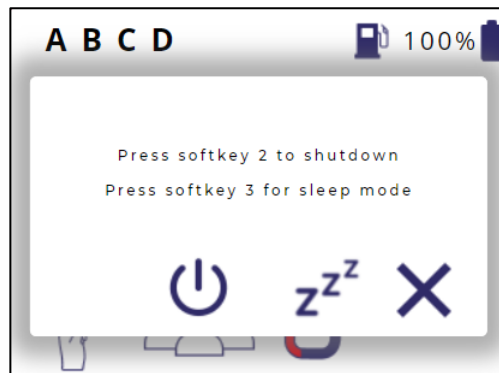 A B C D
100%
Press softkey 2 to shutdown
Press softkey 3 for sleep mode
z z z